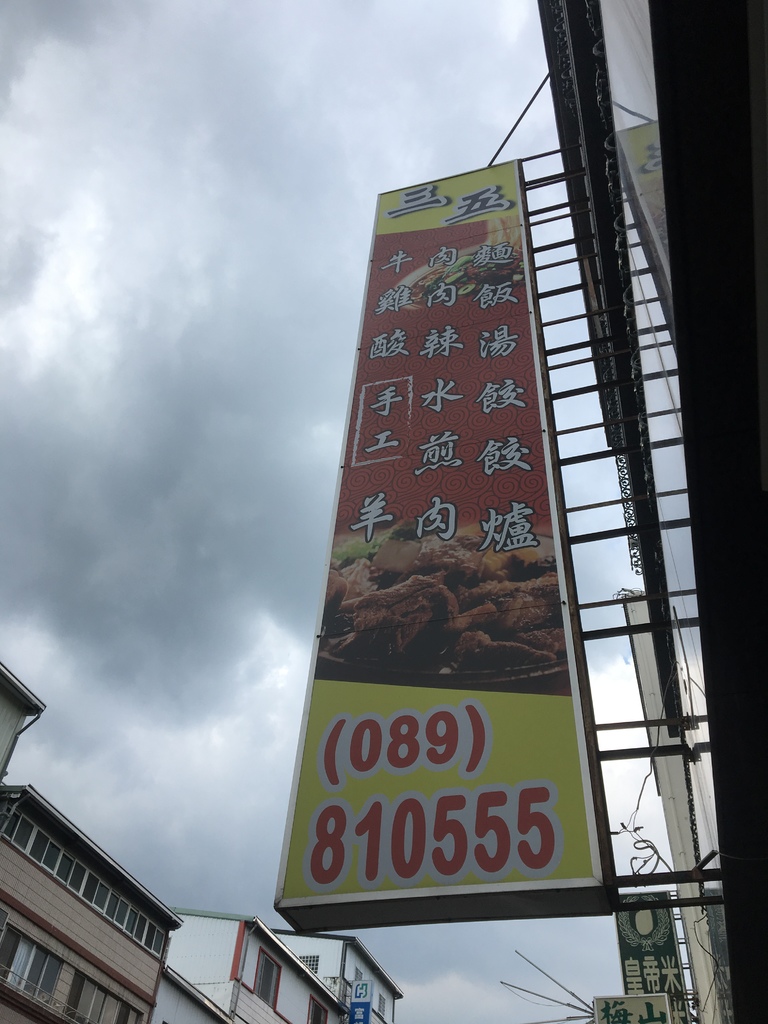 三五
牛肉麵
雞肉飯
酸辣湯
手工
水餃
煎餃
羊肉爐
(089)
810555
皇帝米
梅山
富